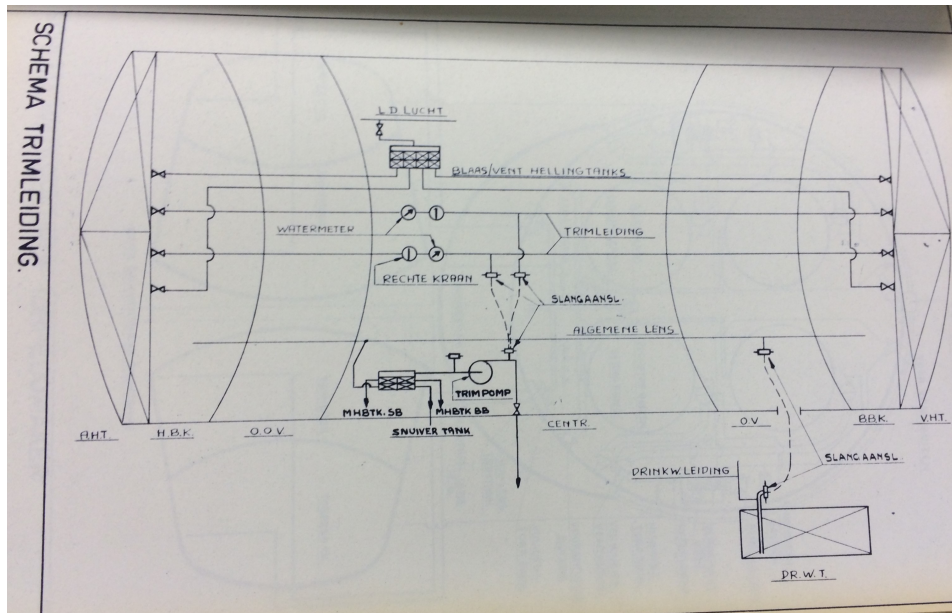 SCHEMA TRIMLEIDING.
L.D. LUCHT.
BLAAS/VENT HELLINGTANKS
WATERMETER
TRIMLEIDING
RECHTE KRAAN
SLANGAANSL.
ALGEMENE LENS
TRIMPOMP
MHBTK. SB
MHBTK BB
SNUIVER TANK
A.H.T.
H.B.K.
O.O.V.
CENTR.
O.V
B.B.K.
V.H.T.
SLANGAANSL.
DRINKW. LEIDING
DR. W. T.